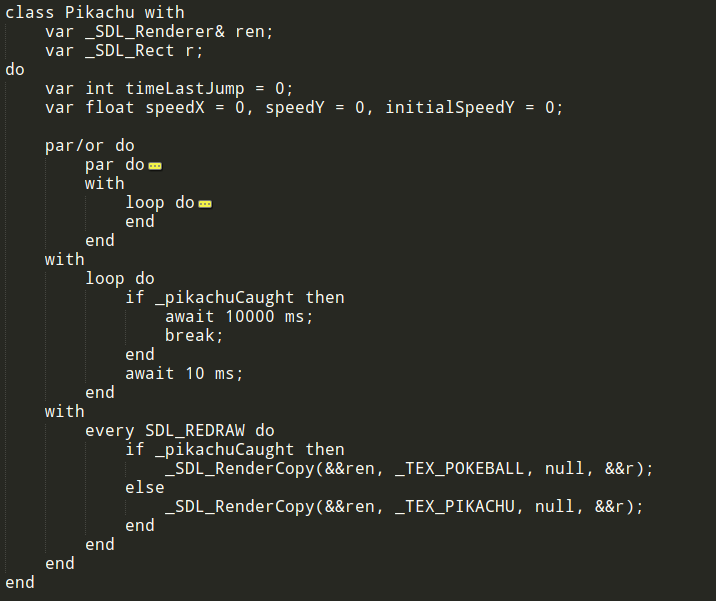 class Pikachu with
    var _SDL_Renderer& ren;
    var _SDL_Rect r;
do
    var int timeLastJump = 0;
    var float speedX = 0, speedY = 0, initialSpeedY = 0;

    par/or do
        par do
        with
            loop do
            end
        end
    with
        loop do
            if _pikachuCaught then
                await 10000 ms;
                break;
            end
            await 10 ms;
        end
    with
        every SDL_REDRAW do
            if _pikachuCaught then
                _SDL_RenderCopy(&&ren, _TEX_POKEBALL, null, &&r);
            else
                _SDL_RenderCopy(&&ren, _TEX_PIKACHU, null, &&r);
            end
        end
    end
end